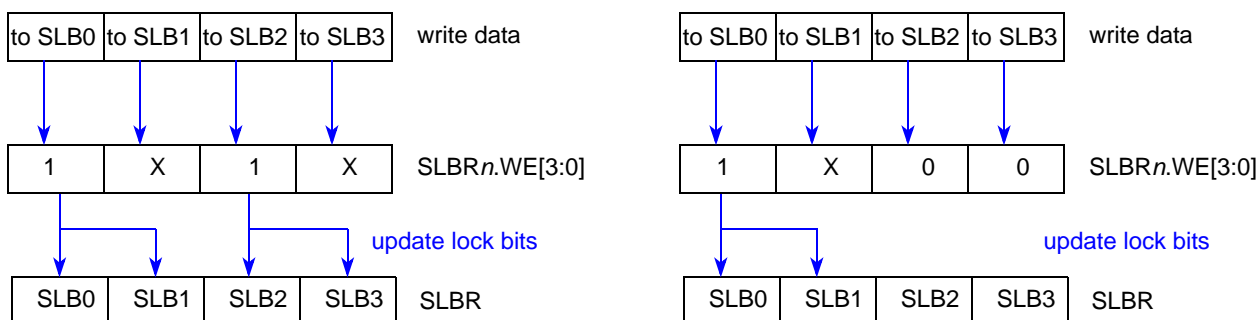 to SLB0 to SLB1 to SLB2 to SLB3 write data
1 X 1 X SLBRn.WE[3:0]
update lock bits
SLB0 SLB1 SLB2 SLB3 SLBR
to SLB0 to SLB1 to SLB2 to SLB3 write data
1 X 0 0 SLBRn.WE[3:0]
update lock bits
SLB0 SLB1 SLB2 SLB3 SLBR